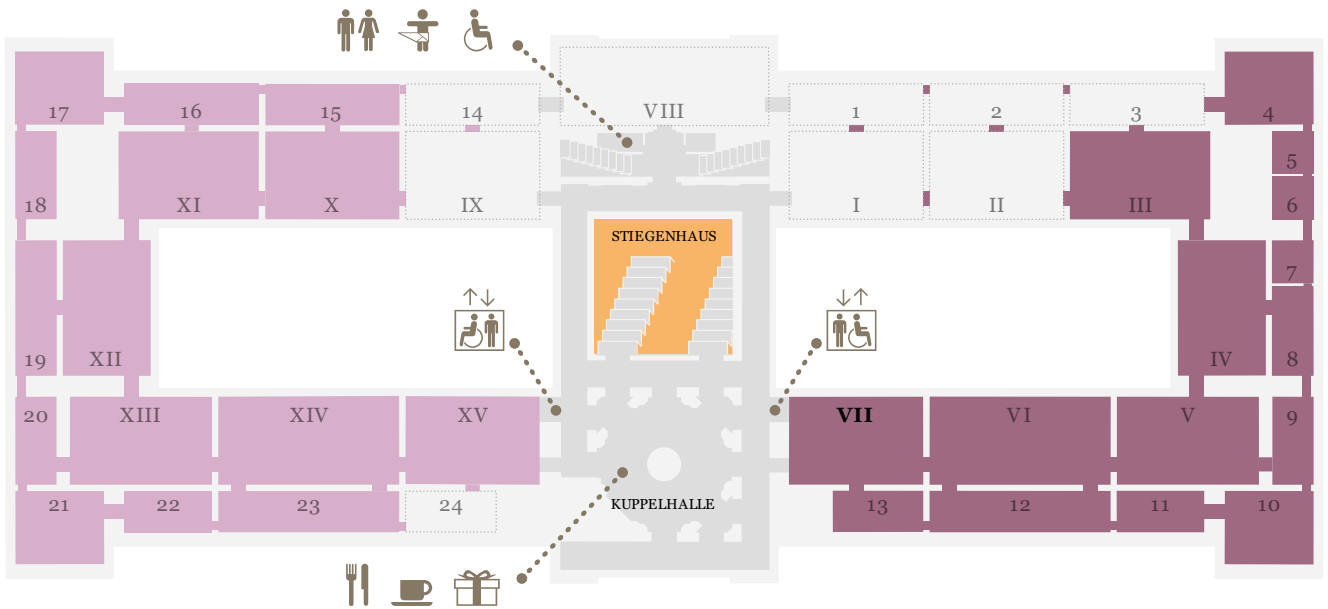 17 16 15 14 VIII 1 2 3 4
5
18 XI X IX I II III 6
STIEGENHAUS
7
19 XII IV 8
20 XIII XIV XV VII VI V 9
21 22 23 24 KUPPELHALLE 13 12 11 10